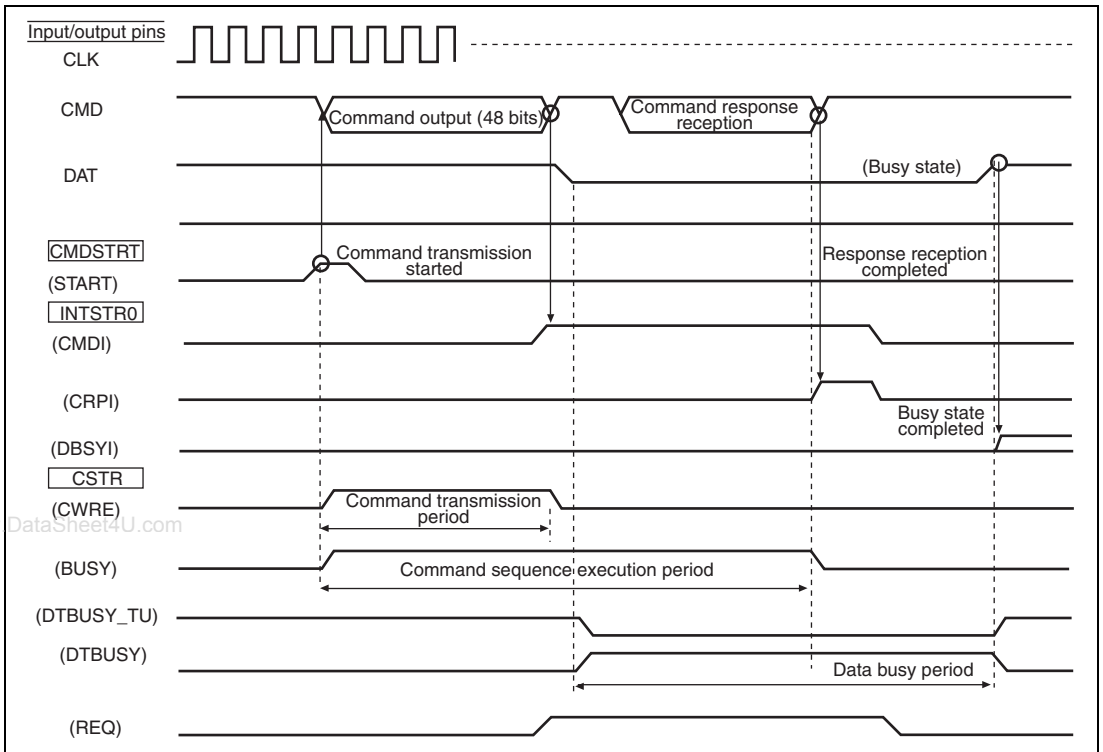 Input/output pins
CLK
CMD
Command output (48 bits)
Command response
reception
DAT
(Busy state)
CMDSTRT
(START)
Command transmission
started
Response reception
completed
INTSTR0
(CMDI)
(CRPI)
Busy state
completed
(DBSYI)
CSTR
(CWRE)
Command transmission
period
DataSheet4U.com
(BUSY)
Command sequence execution period
(DTBUSY_TU)
(DTBUSY)
Data busy period
(REQ)